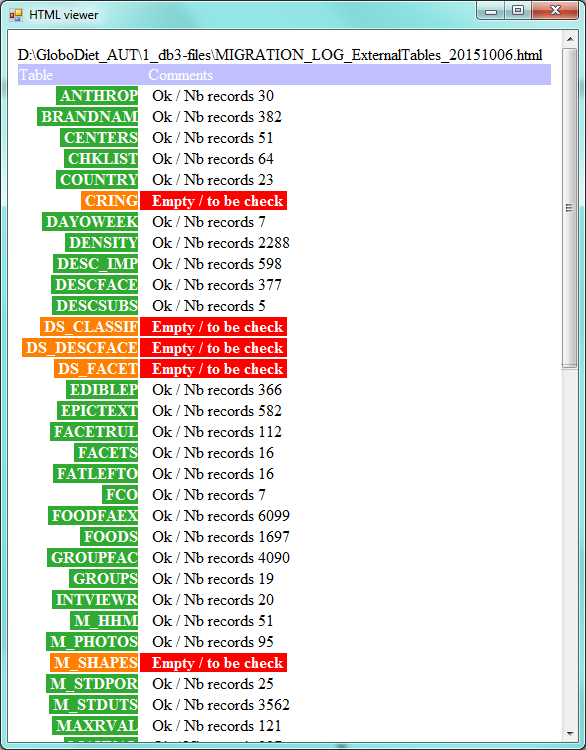 HTML viewer
D:\GloboDiet_AUT\1_db3-files\MIGRATION_LOG_ExternalTables_20151006.html
Table Comments
ANTHROP Ok / Nb records 30
BRANDNAM Ok / Nb records 382
CENTERS Ok / Nb records 51
CHKLIST Ok / Nb records 64
COUNTRY Ok / Nb records 23
CRING Empty / to be check
DAYOWEEK Ok / Nb records 7
DENSITY Ok / Nb records 2288
DESC_IMP Ok / Nb records 598
DESCFACE Ok / Nb records 377
DESCSUBS Ok / Nb records 5
DS_CLASSIF Empty / to be check
DS_DESCFACE Empty / to be check
DS_FACET Empty / to be check
EDIBLEP Ok / Nb records 366
EPICTEXT Ok / Nb records 582
FACETRUL Ok / Nb records 112
FACETS Ok / Nb records 16
FATLEFTO Ok / Nb records 16
FCO Ok / Nb records 7
FOODFAEX Ok / Nb records 6099
FOODS Ok / Nb records 1697
GROUPFAC Ok / Nb records 4090
GROUPS Ok / Nb records 19
INTVIEWR Ok / Nb records 20
M_HHM Ok / Nb records 51
M_PHOTOS Ok / Nb records 95
M_SHAPES Empty / to be check
M_STDPOR Ok / Nb records 25
M_STDUTS Ok / Nb records 3562
MAXRVAL Ok / Nb records 121